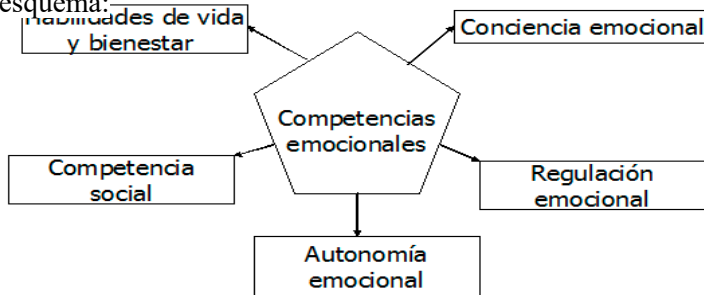 esquema:
Habilidades de vida
y bienestar
Conciencia emocional
Competencias
emocionales
Competencia
social
Regulación
emocional
Autonomía
emocional